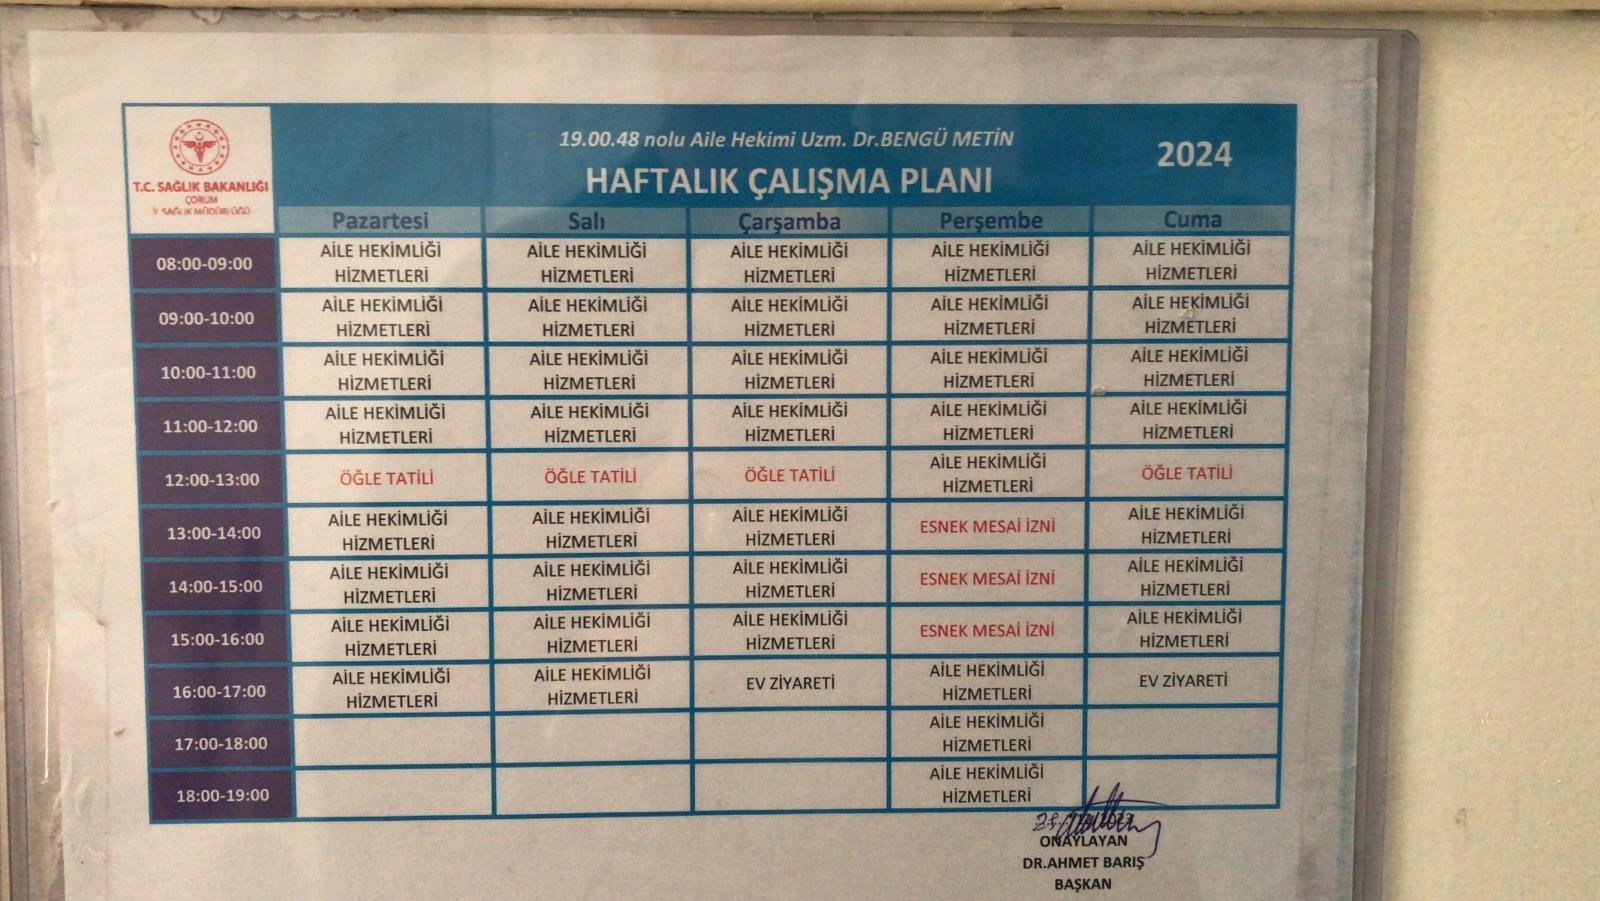 T.C. SAĞLIK BAKANLIĞI
ÇORUM
İL SAĞLIK MÜDÜRLÜĞÜ
19.00.48 nolu Aile Hekimi Uzm. Dr.BENGÜ METİN
HAFTALIK ÇALIŞMA PLANI
2024
Pazartesi Salı Çarşamba Perşembe Cuma
08:00-09:00 AİLE HEKİMLİĞİ HİZMETLERİ AİLE HEKİMLİĞİ HİZMETLERİ AİLE HEKİMLİĞİ HİZMETLERİ AİLE HEKİMLİĞİ HİZMETLERİ AİLE HEKİMLİĞİ HİZMETLERİ
09:00-10:00 AİLE HEKİMLİĞİ HİZMETLERİ AİLE HEKİMLİĞİ HİZMETLERİ AİLE HEKİMLİĞİ HİZMETLERİ AİLE HEKİMLİĞİ HİZMETLERİ AİLE HEKİMLİĞİ HİZMETLERİ
10:00-11:00 AİLE HEKİMLİĞİ HİZMETLERİ AİLE HEKİMLİĞİ HİZMETLERİ AİLE HEKİMLİĞİ HİZMETLERİ AİLE HEKİMLİĞİ HİZMETLERİ AİLE HEKİMLİĞİ HİZMETLERİ
11:00-12:00 AİLE HEKİMLİĞİ HİZMETLERİ AİLE HEKİMLİĞİ HİZMETLERİ AİLE HEKİMLİĞİ HİZMETLERİ AİLE HEKİMLİĞİ HİZMETLERİ AİLE HEKİMLİĞİ HİZMETLERİ
12:00-13:00 ÖĞLE TATİLİ ÖĞLE TATİLİ ÖĞLE TATİLİ AİLE HEKİMLİĞİ HİZMETLERİ ÖĞLE TATİLİ
13:00-14:00 AİLE HEKİMLİĞİ HİZMETLERİ AİLE HEKİMLİĞİ HİZMETLERİ AİLE HEKİMLİĞİ HİZMETLERİ ESNEK MESAİ İZNİ AİLE HEKİMLİĞİ HİZMETLERİ
14:00-15:00 AİLE HEKİMLİĞİ HİZMETLERİ AİLE HEKİMLİĞİ HİZMETLERİ AİLE HEKİMLİĞİ HİZMETLERİ ESNEK MESAİ İZNİ AİLE HEKİMLİĞİ HİZMETLERİ
15:00-16:00 AİLE HEKİMLİĞİ HİZMETLERİ AİLE HEKİMLİĞİ HİZMETLERİ AİLE HEKİMLİĞİ HİZMETLERİ ESNEK MESAİ İZNİ AİLE HEKİMLİĞİ HİZMETLERİ
16:00-17:00 AİLE HEKİMLİĞİ HİZMETLERİ AİLE HEKİMLİĞİ HİZMETLERİ EV ZİYARETİ AİLE HEKİMLİĞİ HİZMETLERİ EV ZİYARETİ
17:00-18:00 AİLE HEKİMLİĞİ HİZMETLERİ
18:00-19:00 AİLE HEKİMLİĞİ HİZMETLERİ
ONAYLAYAN
DR.AHMET BARIŞ
BAŞKAN